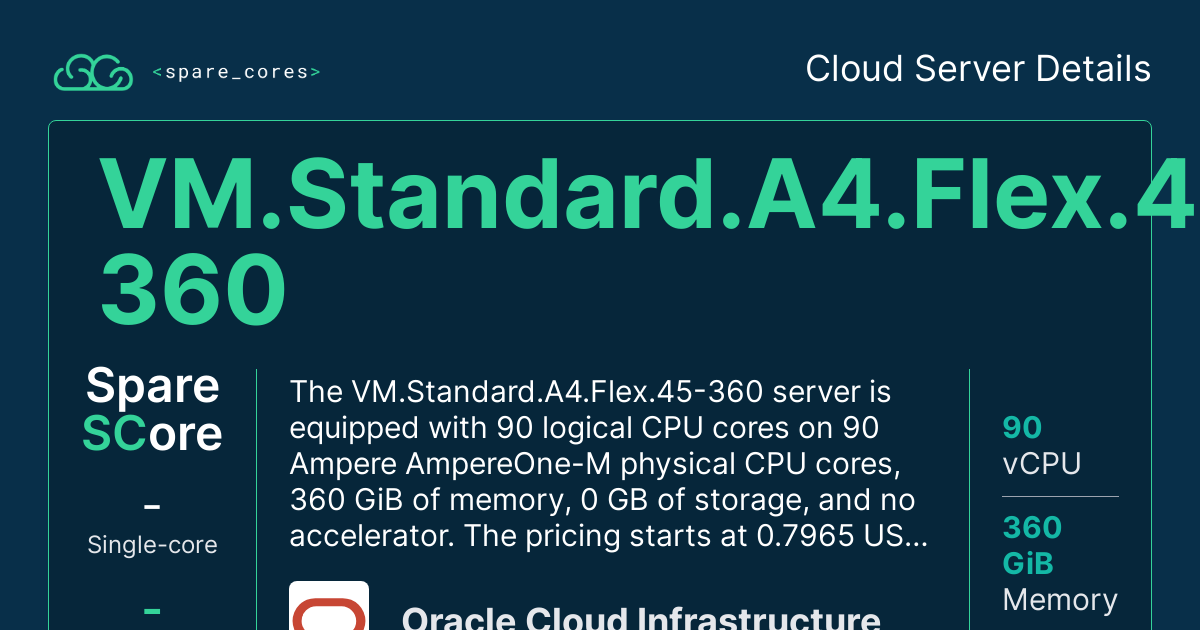 <spare_cores>
Cloud Server Details
VM.Standard.A4.Flex.4
360
Spare
SCore
–
Single-core
–
The VM.Standard.A4.Flex.45-360 server is
equipped with 90 logical CPU cores on 90
Ampere AmpereOne-M physical CPU cores,
360 GiB of memory, 0 GB of storage, and no
accelerator. The pricing starts at 0.7965 US...
Oracle Cloud Infrastructure
90
vCPU
360
GiB
Memory